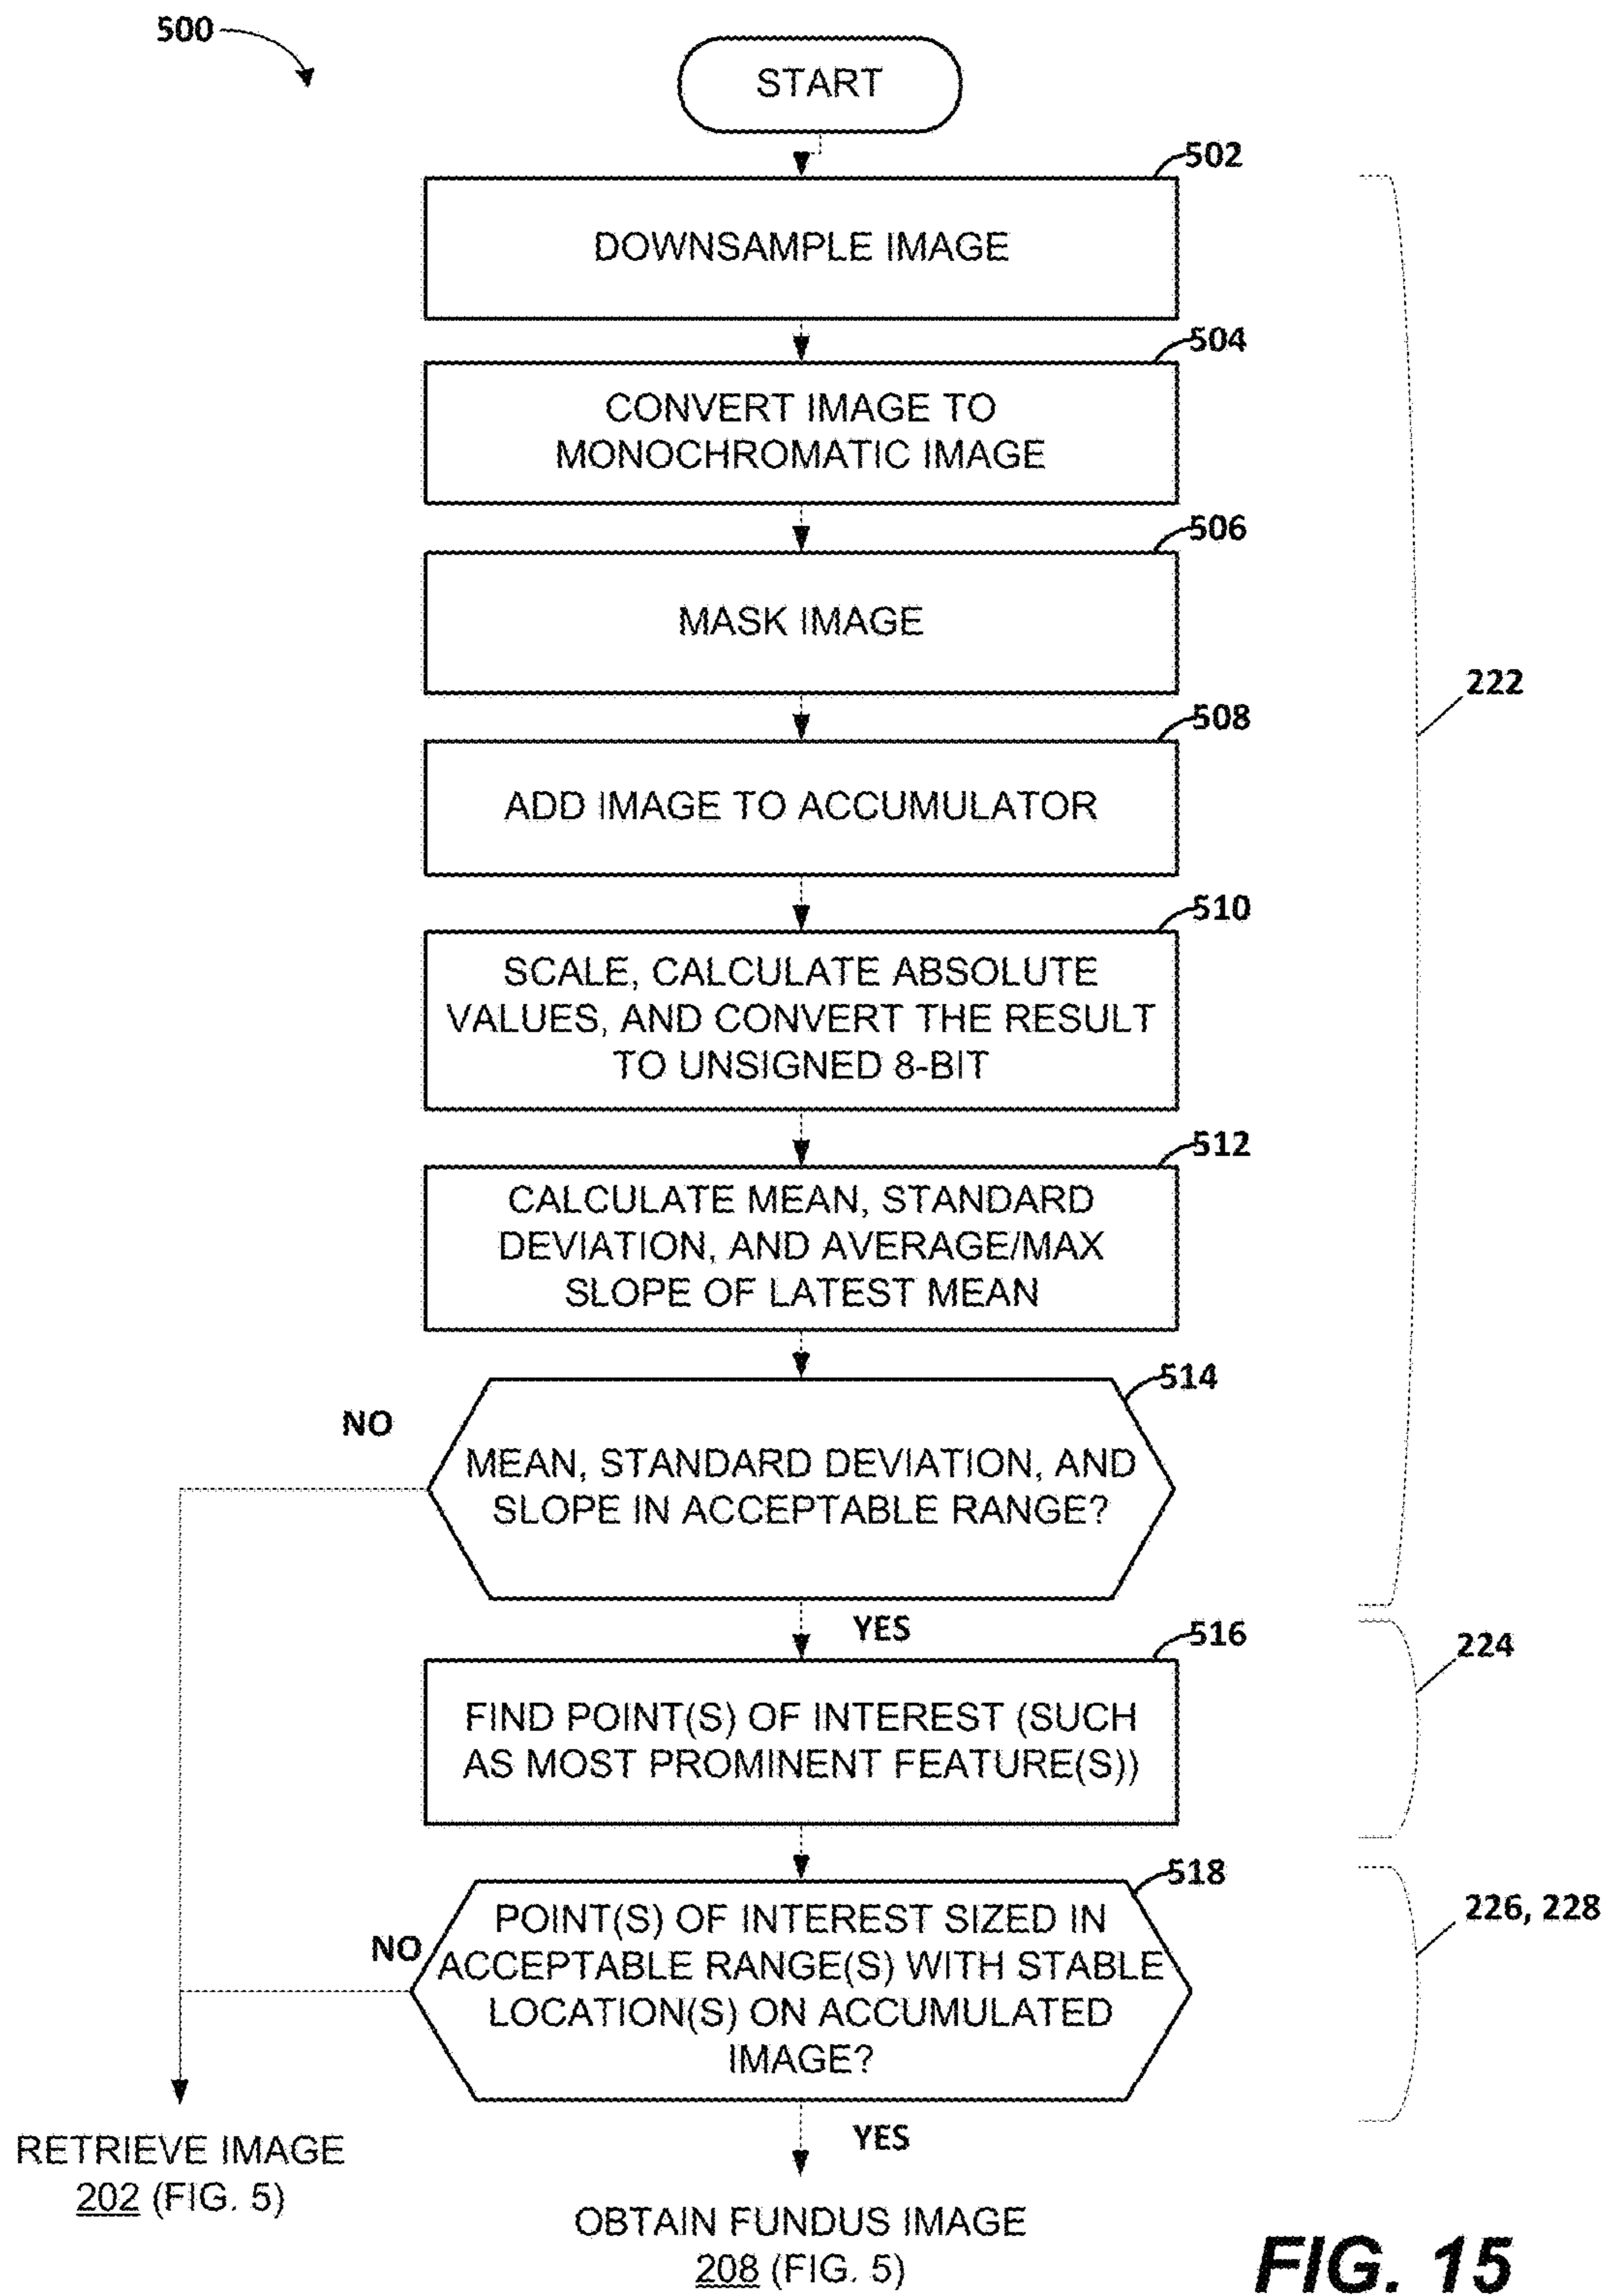 500
START
502
DOWNSAMPLE IMAGE
504
CONVERT IMAGE TO
MONOCHROMATIC IMAGE
506
MASK IMAGE
222
508
ADD IMAGE TO ACCUMULATOR
510
SCALE, CALCULATE ABSOLUTE
VALUES, AND CONVERT THE RESULT
TO UNSIGNED 8-BIT
512
CALCULATE MEAN, STANDARD
DEVIATION, AND AVERAGE/MAX
SLOPE OF LATEST MEAN
514
NO
MEAN, STANDARD DEVIATION, AND
SLOPE IN ACCEPTABLE RANGE?
YES
516
224
FIND POINT(S) OF INTEREST (SUCH
AS MOST PROMINENT FEATURE(S))
518
226, 228
NO
POINT(S) OF INTEREST SIZED IN
ACCEPTABLE RANGE(S) WITH STABLE
LOCATION(S) ON ACCUMULATED
IMAGE?
YES
RETRIEVE IMAGE
202 (FIG. 5)
OBTAIN FUNDUS IMAGE
208 (FIG. 5)
FIG. 15